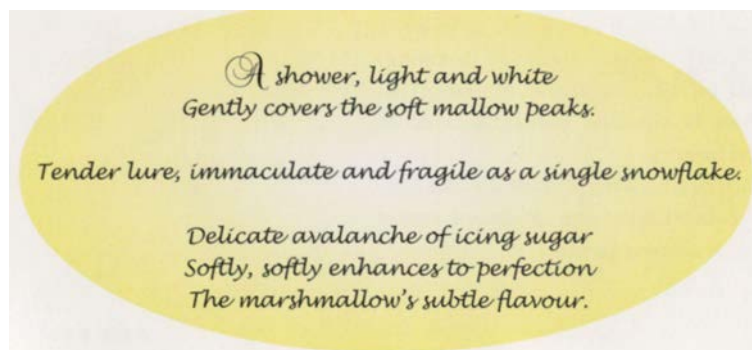 A shower, light and white
Gently covers the soft mallow peaks.
Tender lure, immaculate and fragile as a single snowflake.
Delicate avalanche of icing sugar
Softly, softly enhances to perfection
The marshmallow's subtle flavour.